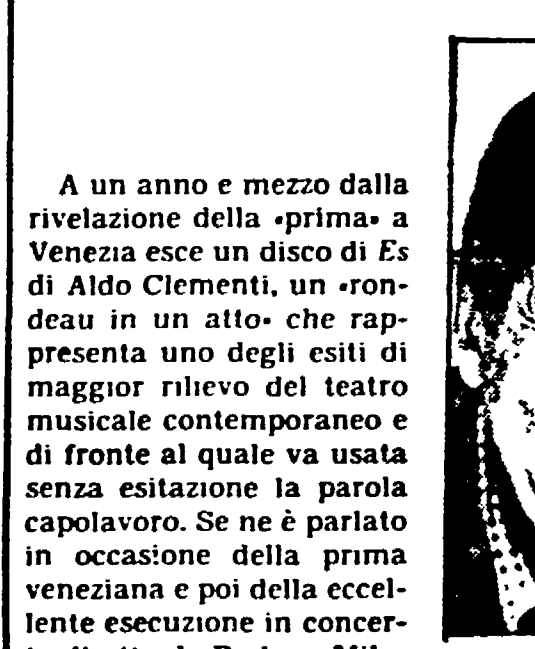 A un anno e mezzo dalla
rivelazione della «prima» a
Venezia esce un disco di Es
di Aldo Clementi, un «ron-
deau in un atto» che rap-
presenta uno degli esiti di
maggior rilievo del teatro
musicale contemporaneo e
di fronte al quale va usata
senza esitazione la parola
capolavoro. Se ne è parlato
in occasione della prima
veneziana e poi della eccel-
lente esecuzione in concer-